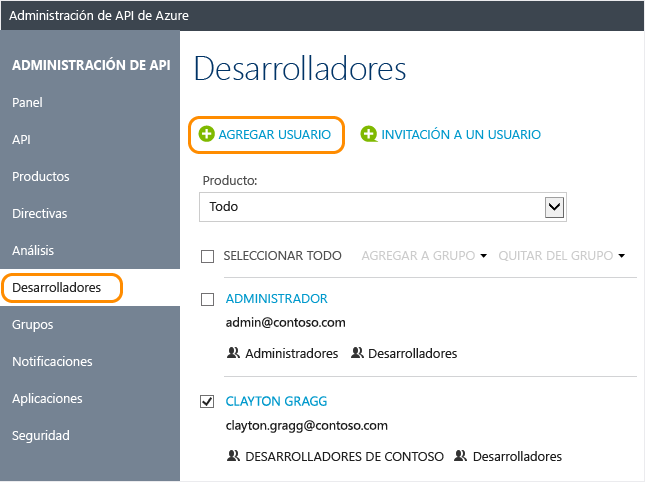 Administración de API de Azure
ADMINISTRACIÓN DE API
Panel
API
Productos
Directivas
Análisis
Desarrolladores
Grupos
Notificaciones
Aplicaciones
Seguridad
Desarrolladores
AGREGAR USUARIO INVITACIÓN A UN USUARIO
Producto:
Todo
SELECCIONAR TODO AGREGAR A GRUPO QUITAR DEL GRUPO
ADMINISTRADOR
admin@contoso.com
Administradores Desarrolladores
CLAYTON GRAGG
clayton.gragg@contoso.com
DESARROLLADORES DE CONTOSO Desarrolladores